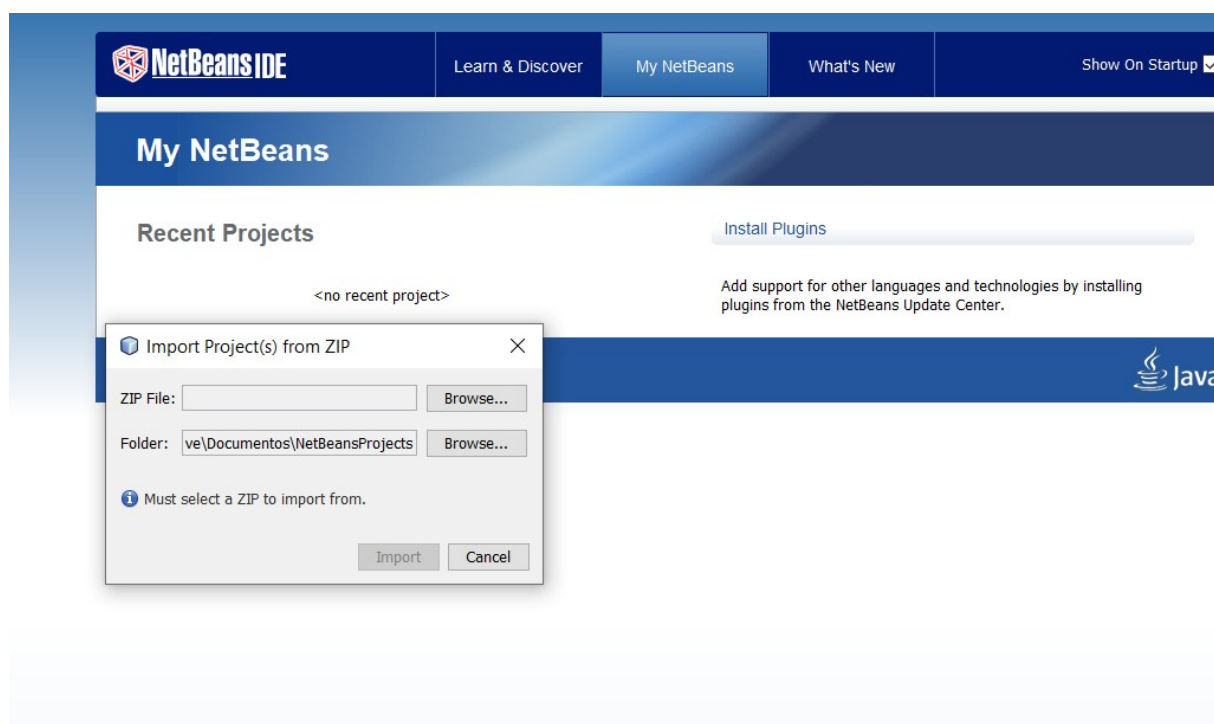 NetBeans IDE
Learn & Discover
My NetBeans
What's New
Show On Startup
My NetBeans
Recent Projects
<no recent project>
Install Plugins
Add support for other languages and technologies by installing
plugins from the NetBeans Update Center.
Java
Import Project(s) from ZIP
ZIP File:
Browse...
Folder:
ve\Documentos\NetBeansProjects
Browse...
Must select a ZIP to import from.
Import
Cancel